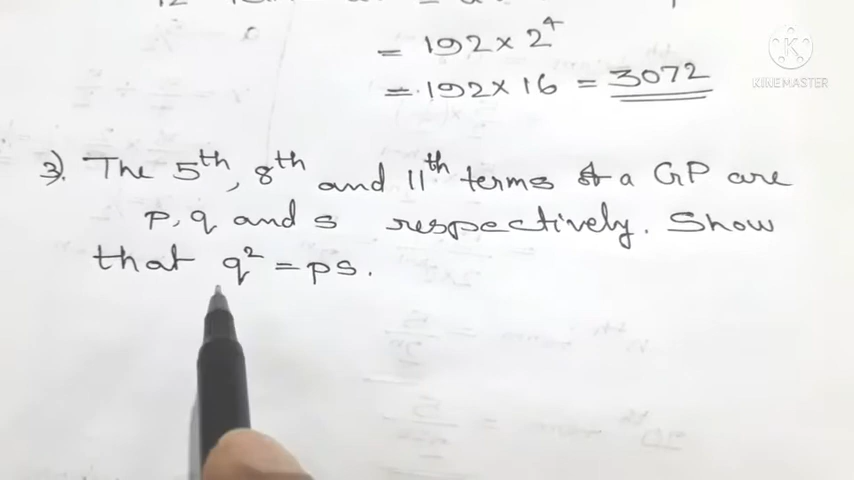 = 192 × 2⁴
= 192 × 16 = 3072
K
KINEMASTER
3). The 5th, 8th and 11th terms of a GP are
p, q and s respectively. Show
that q² = ps.